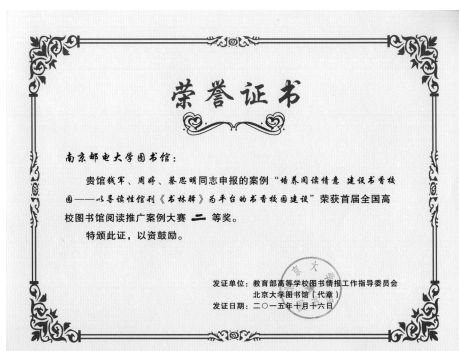 荣誉证书
南京邮电大学图书馆：
贵馆钱军、周婷、蔡思明同志申报的案例“培养阅读情意 建设书香校
园——以导读性馆刊《书林驿》为平台的书香校园建设”荣获首届全国高
校图书馆阅读推广案例大赛 二 等奖。
特颁此证，以资鼓励。
发证单位：教育部高等学校图书情报工作指导委员会
北京大学图书馆（代章）
发证日期：二〇一五年十月十六日